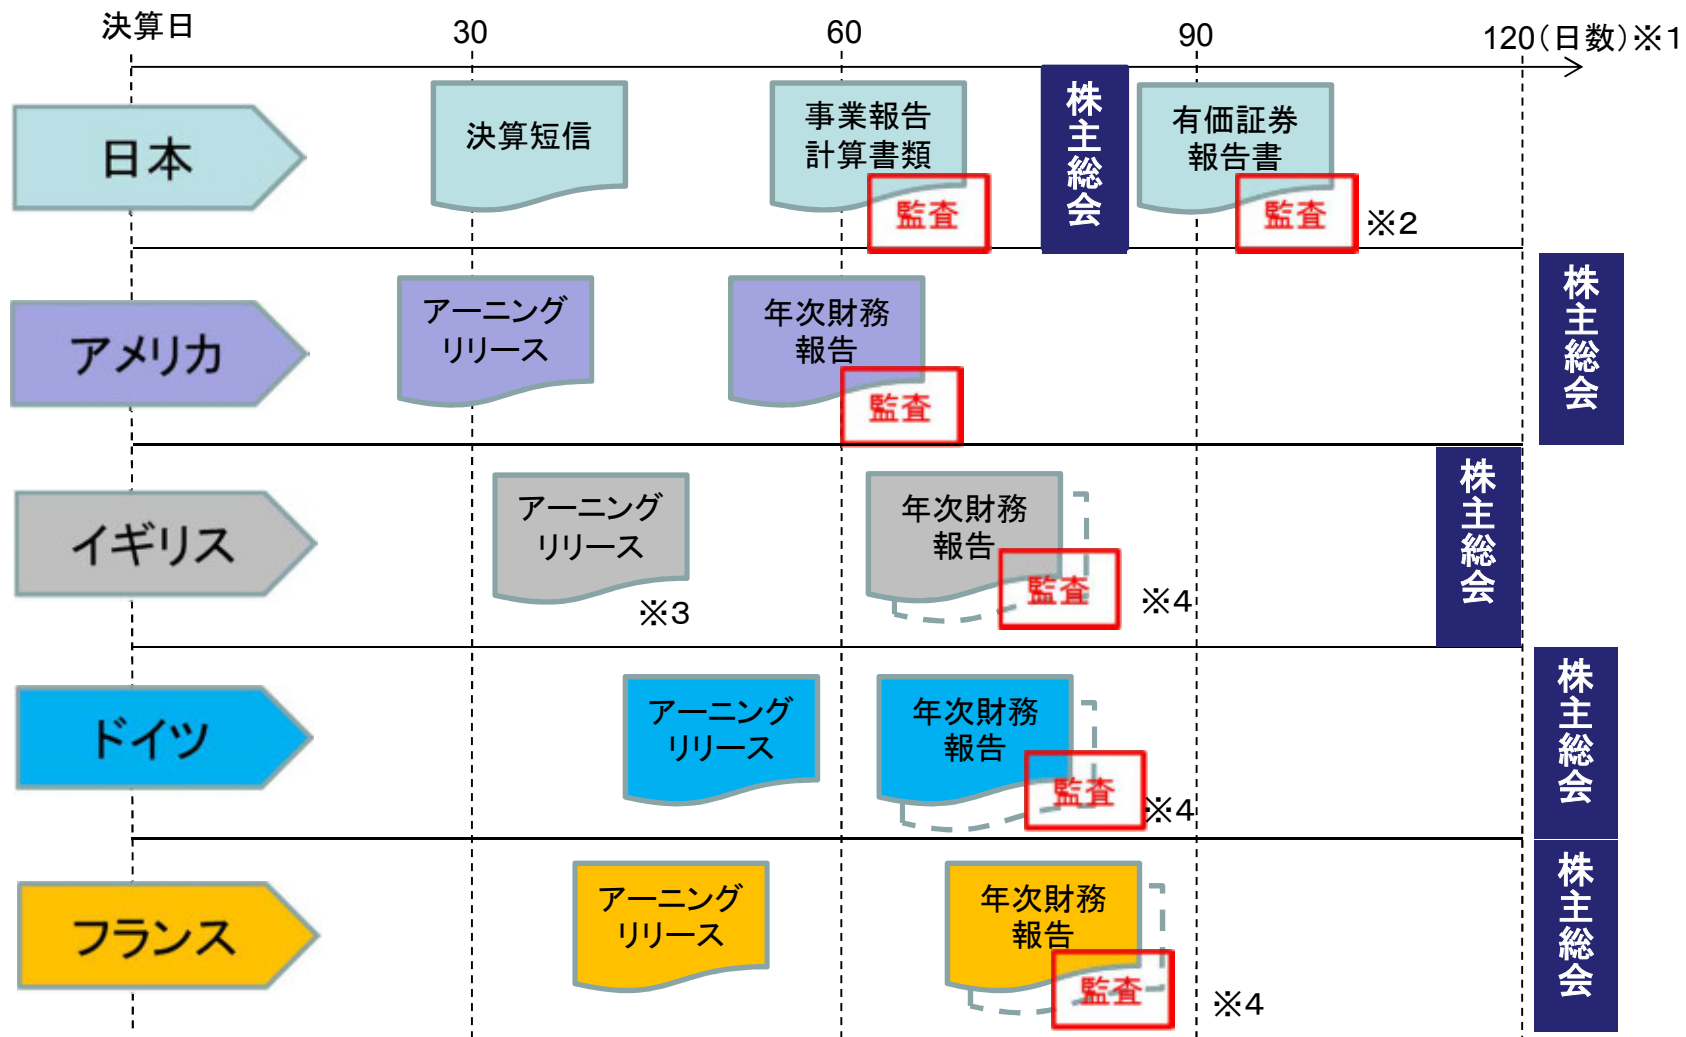 決算日
30
60
90
120(日数)※1
日本
決算短信
事業報告
計算書類
監査
株主総会
有価証券
報告書
監査
※2
アメリカ
アーニング
リリース
年次財務
報告
監査
株主総会
イギリス
アーニング
リリース
※3
年次財務
報告
監査
※4
株主総会
ドイツ
アーニング
リリース
年次財務
報告
監査
※4
株主総会
フランス
アーニング
リリース
年次財務
報告
監査
※4
株主総会